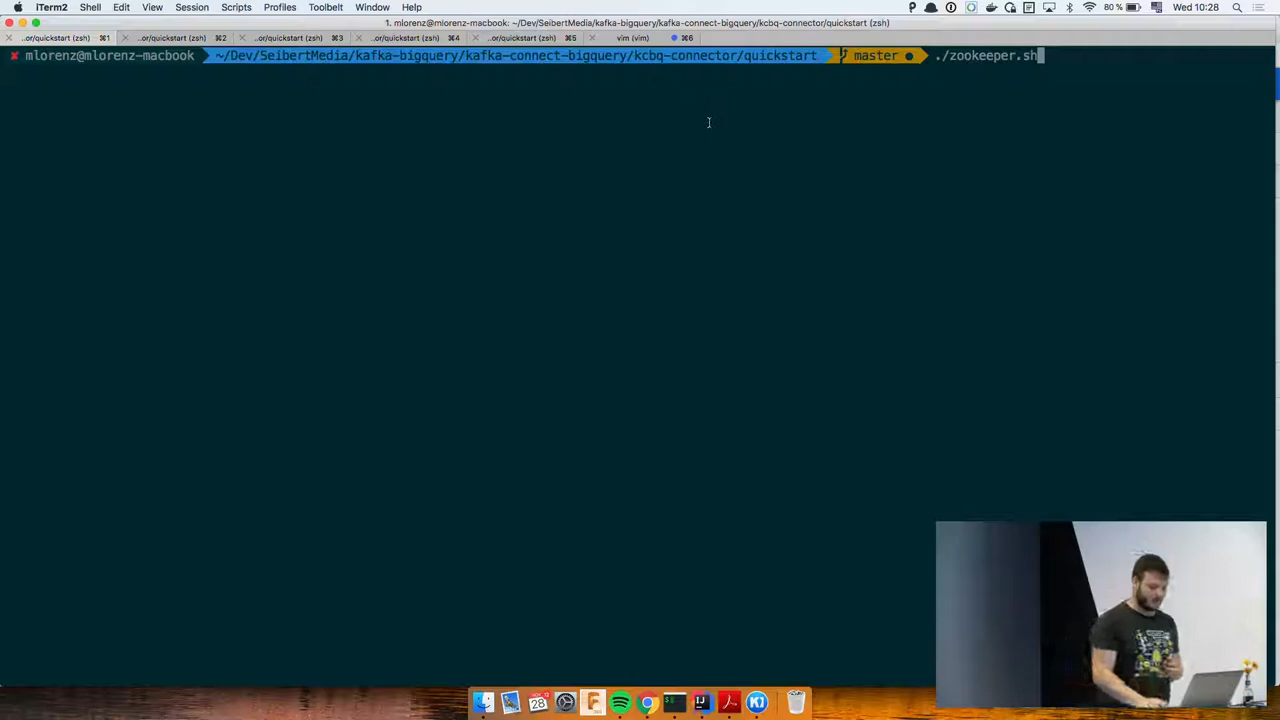 iTerm2 Shell Edit View Session Scripts Profiles Toolbelt Window Help 80 % Wed 10:28
1. mlorenz@mlorenz-macbook: ~/Dev/SeibertMedia/kafka-bigquery/kafka-connect-bigquery/kcbq-connector/quickstart (zsh)
..or/quickstart (zsh) ⌘1 ..or/quickstart (zsh) ⌘2 ..or/quickstart (zsh) ⌘3 ..or/quickstart (zsh) ⌘4 ..or/quickstart (zsh) ⌘5 vim (vim) ⌘6
✘ mlorenz@mlorenz-macbook ~/Dev/SeibertMedia/kafka-bigquery/kafka-connect-bigquery/kcbq-connector/quickstart master ● ./zookeeper.sh
28